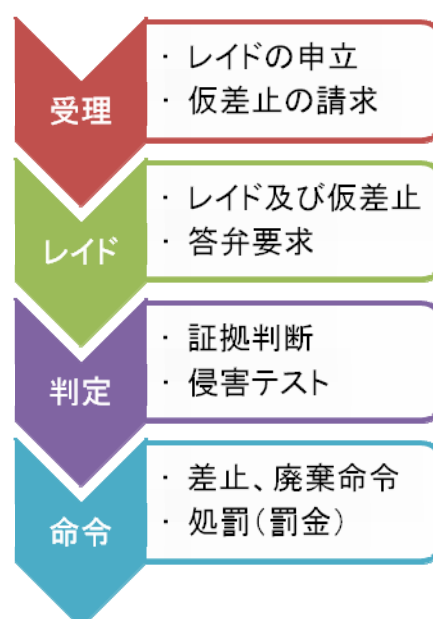 受理
・ レイドの申立
・ 仮差止の請求
レイド
・ レイド及び仮差止
・ 答弁要求
判定
・ 証拠判断
・ 侵害テスト
命令
・ 差止、廃棄命令
・ 処罰(罰金)